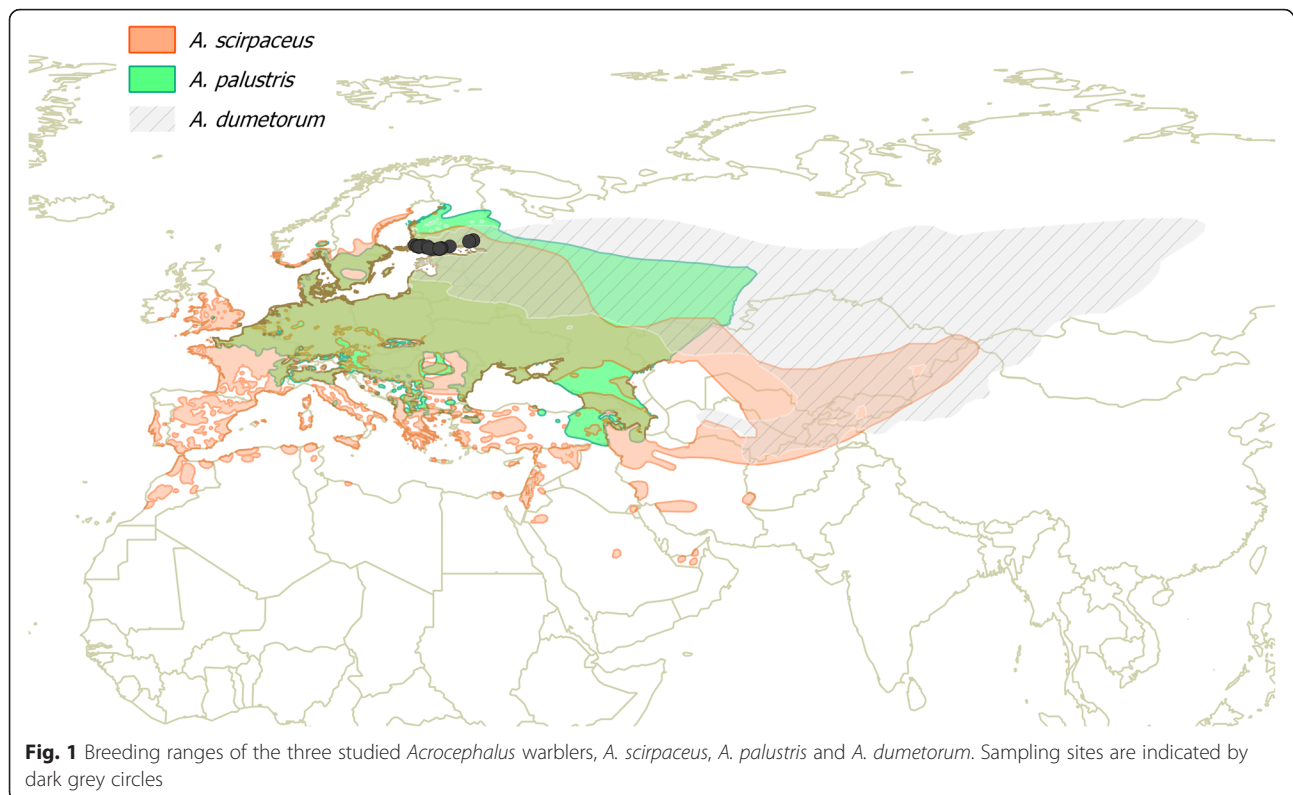 A. scirpaceus
A. palustris
A. dumetorum
Fig. 1 Breeding ranges of the three studied Acrocephalus warblers, A. scirpaceus, A. palustris and A. dumetorum. Sampling sites are indicated by
dark grey circles